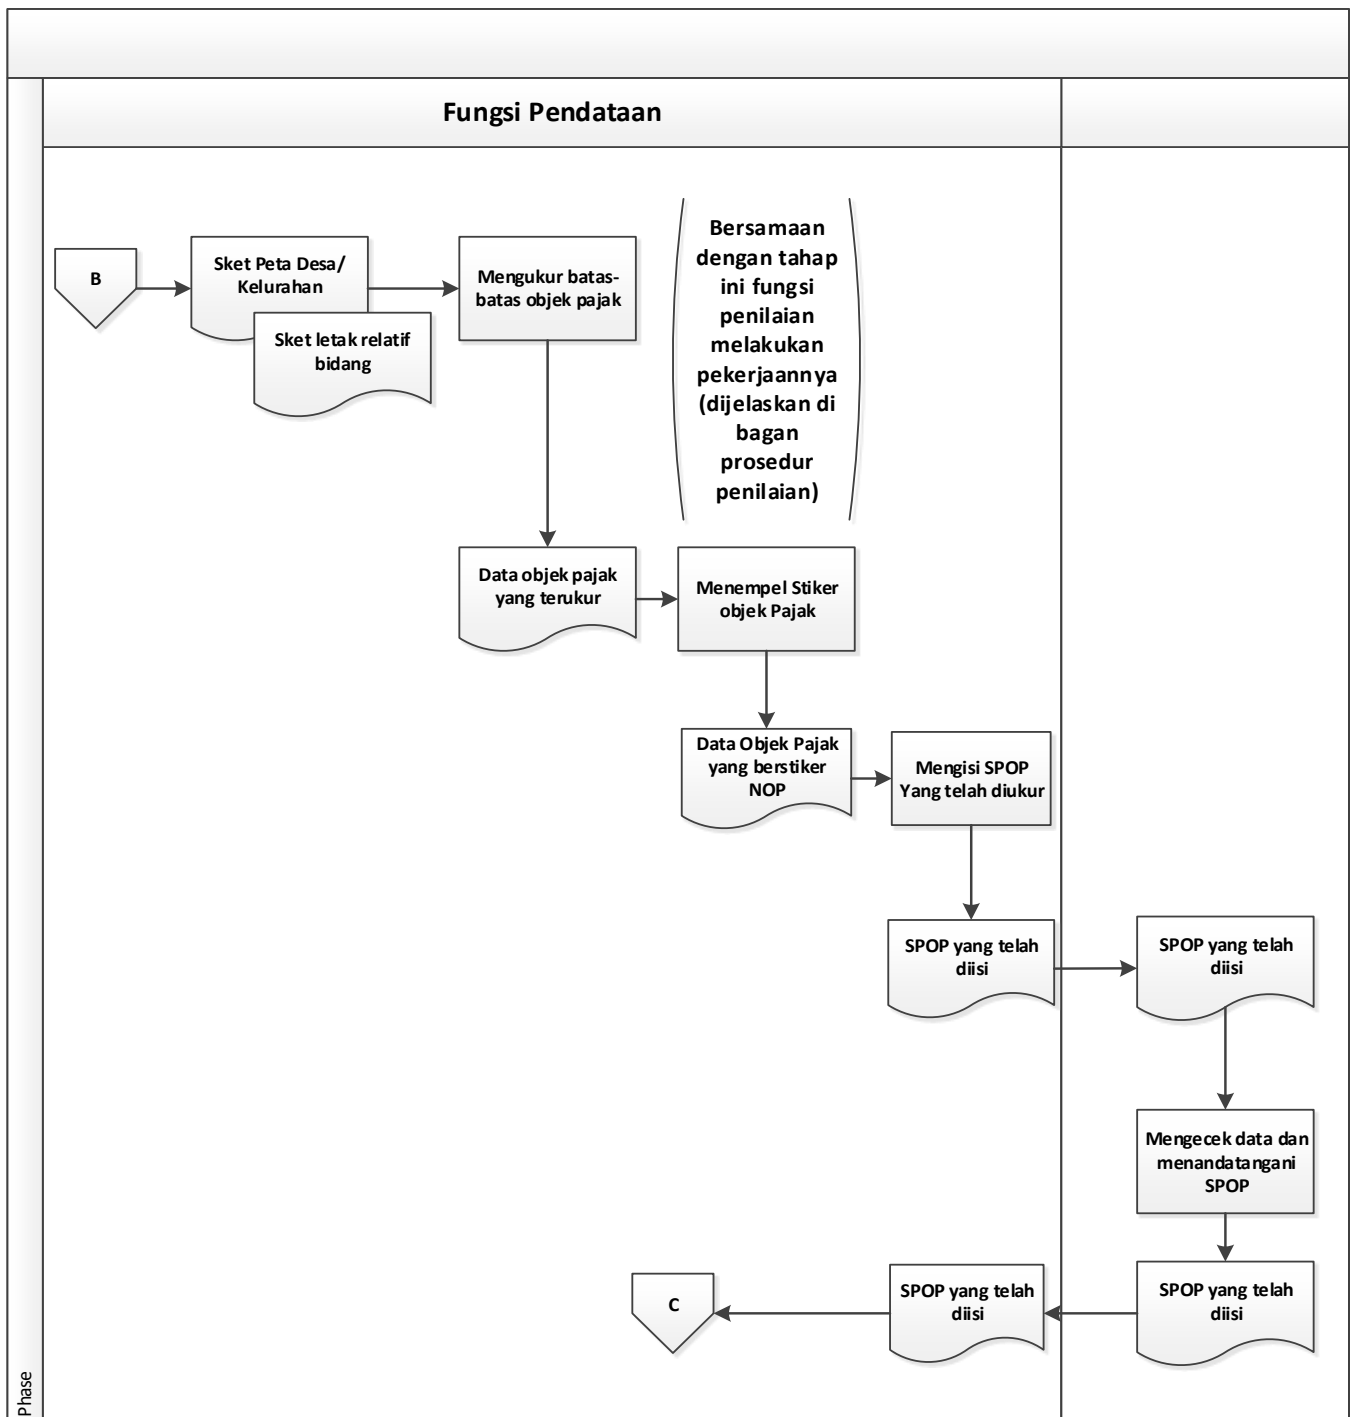 Fungsi Pendataan
B
Sket Peta Desa/
Kelurahan
Sket letak relatif
bidang
Mengukur batas-
batas objek pajak
Bersamaan
dengan tahap
ini fungsi
penilaian
melakukan
pekerjaannya
(dijelaskan di
bagan
prosedur
penilaian)
Data objek pajak
yang terukur
Menempel Stiker
objek Pajak
Data Objek Pajak
yang berstiker
NOP
Mengisi SPOP
Yang telah diukur
SPOP yang telah
diisi
SPOP yang telah
diisi
Mengecek data dan
menandatangani
SPOP
SPOP yang telah
diisi
SPOP yang telah
diisi
C
Phase